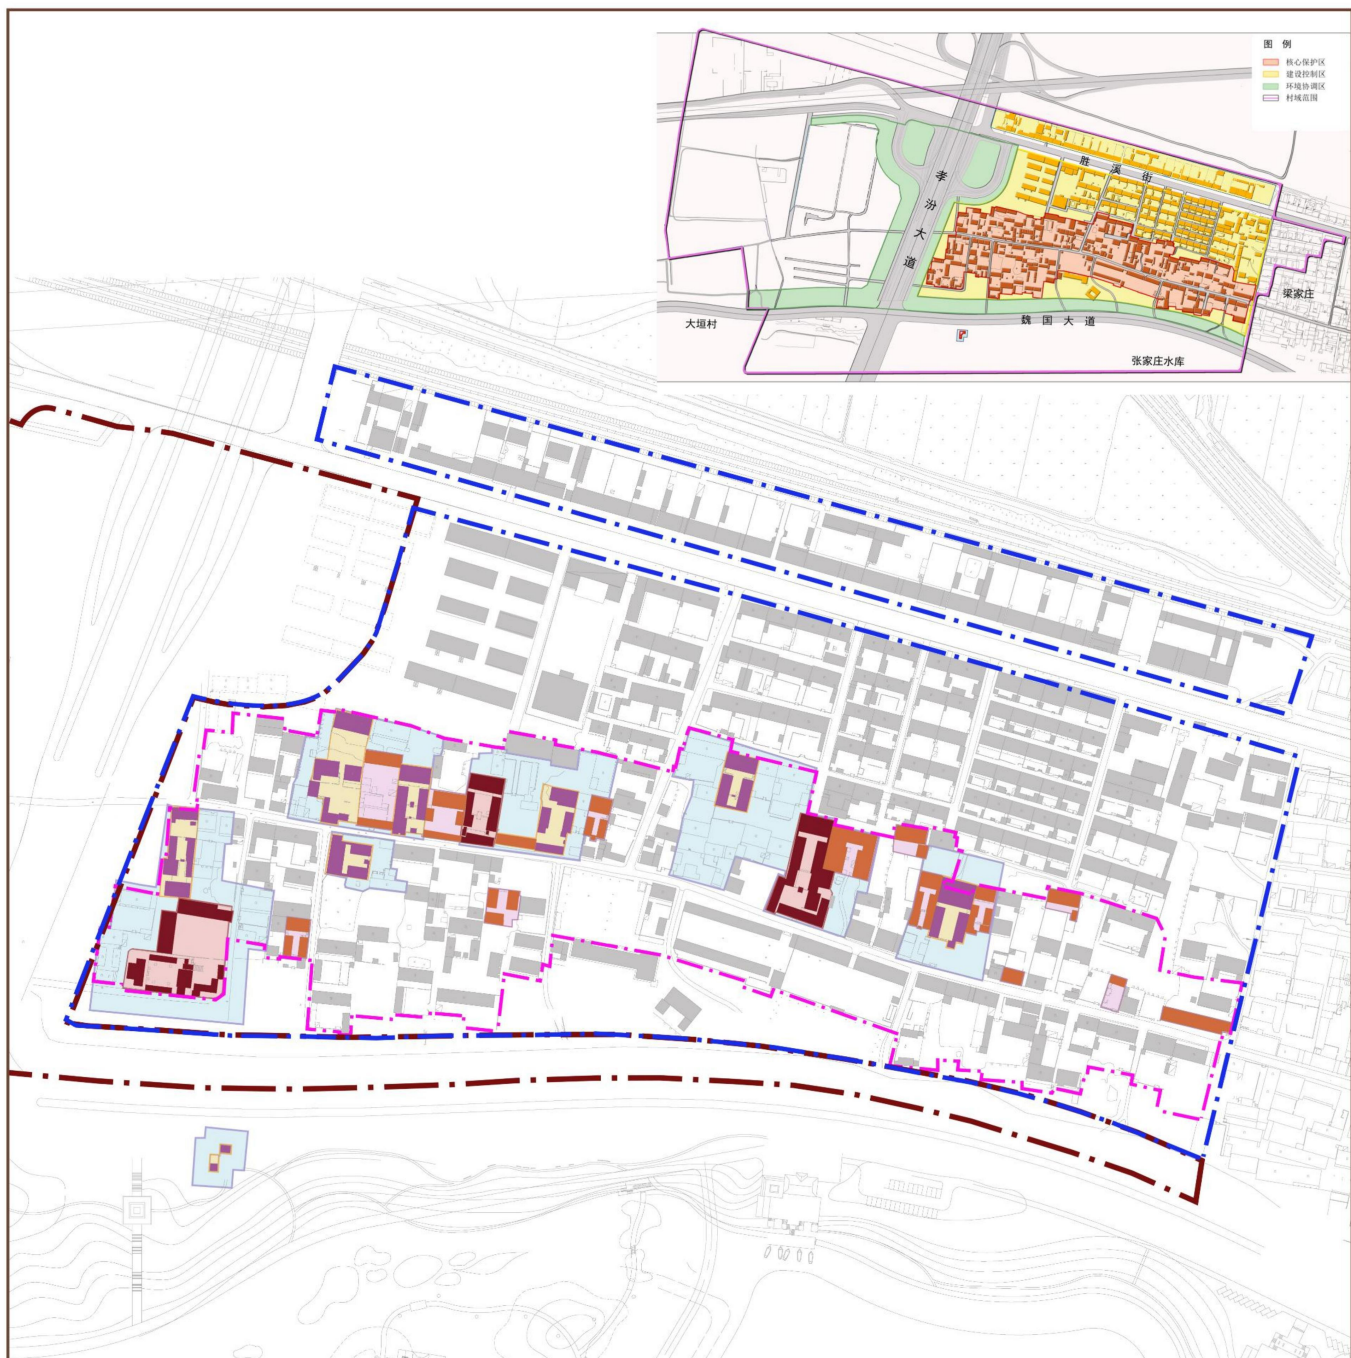 图 例
核心保护区
建设控制区
环境协调区
村域范围
胜溪街
孝汾大道
梁家庄
大垣村
魏国大道
张家庄水库